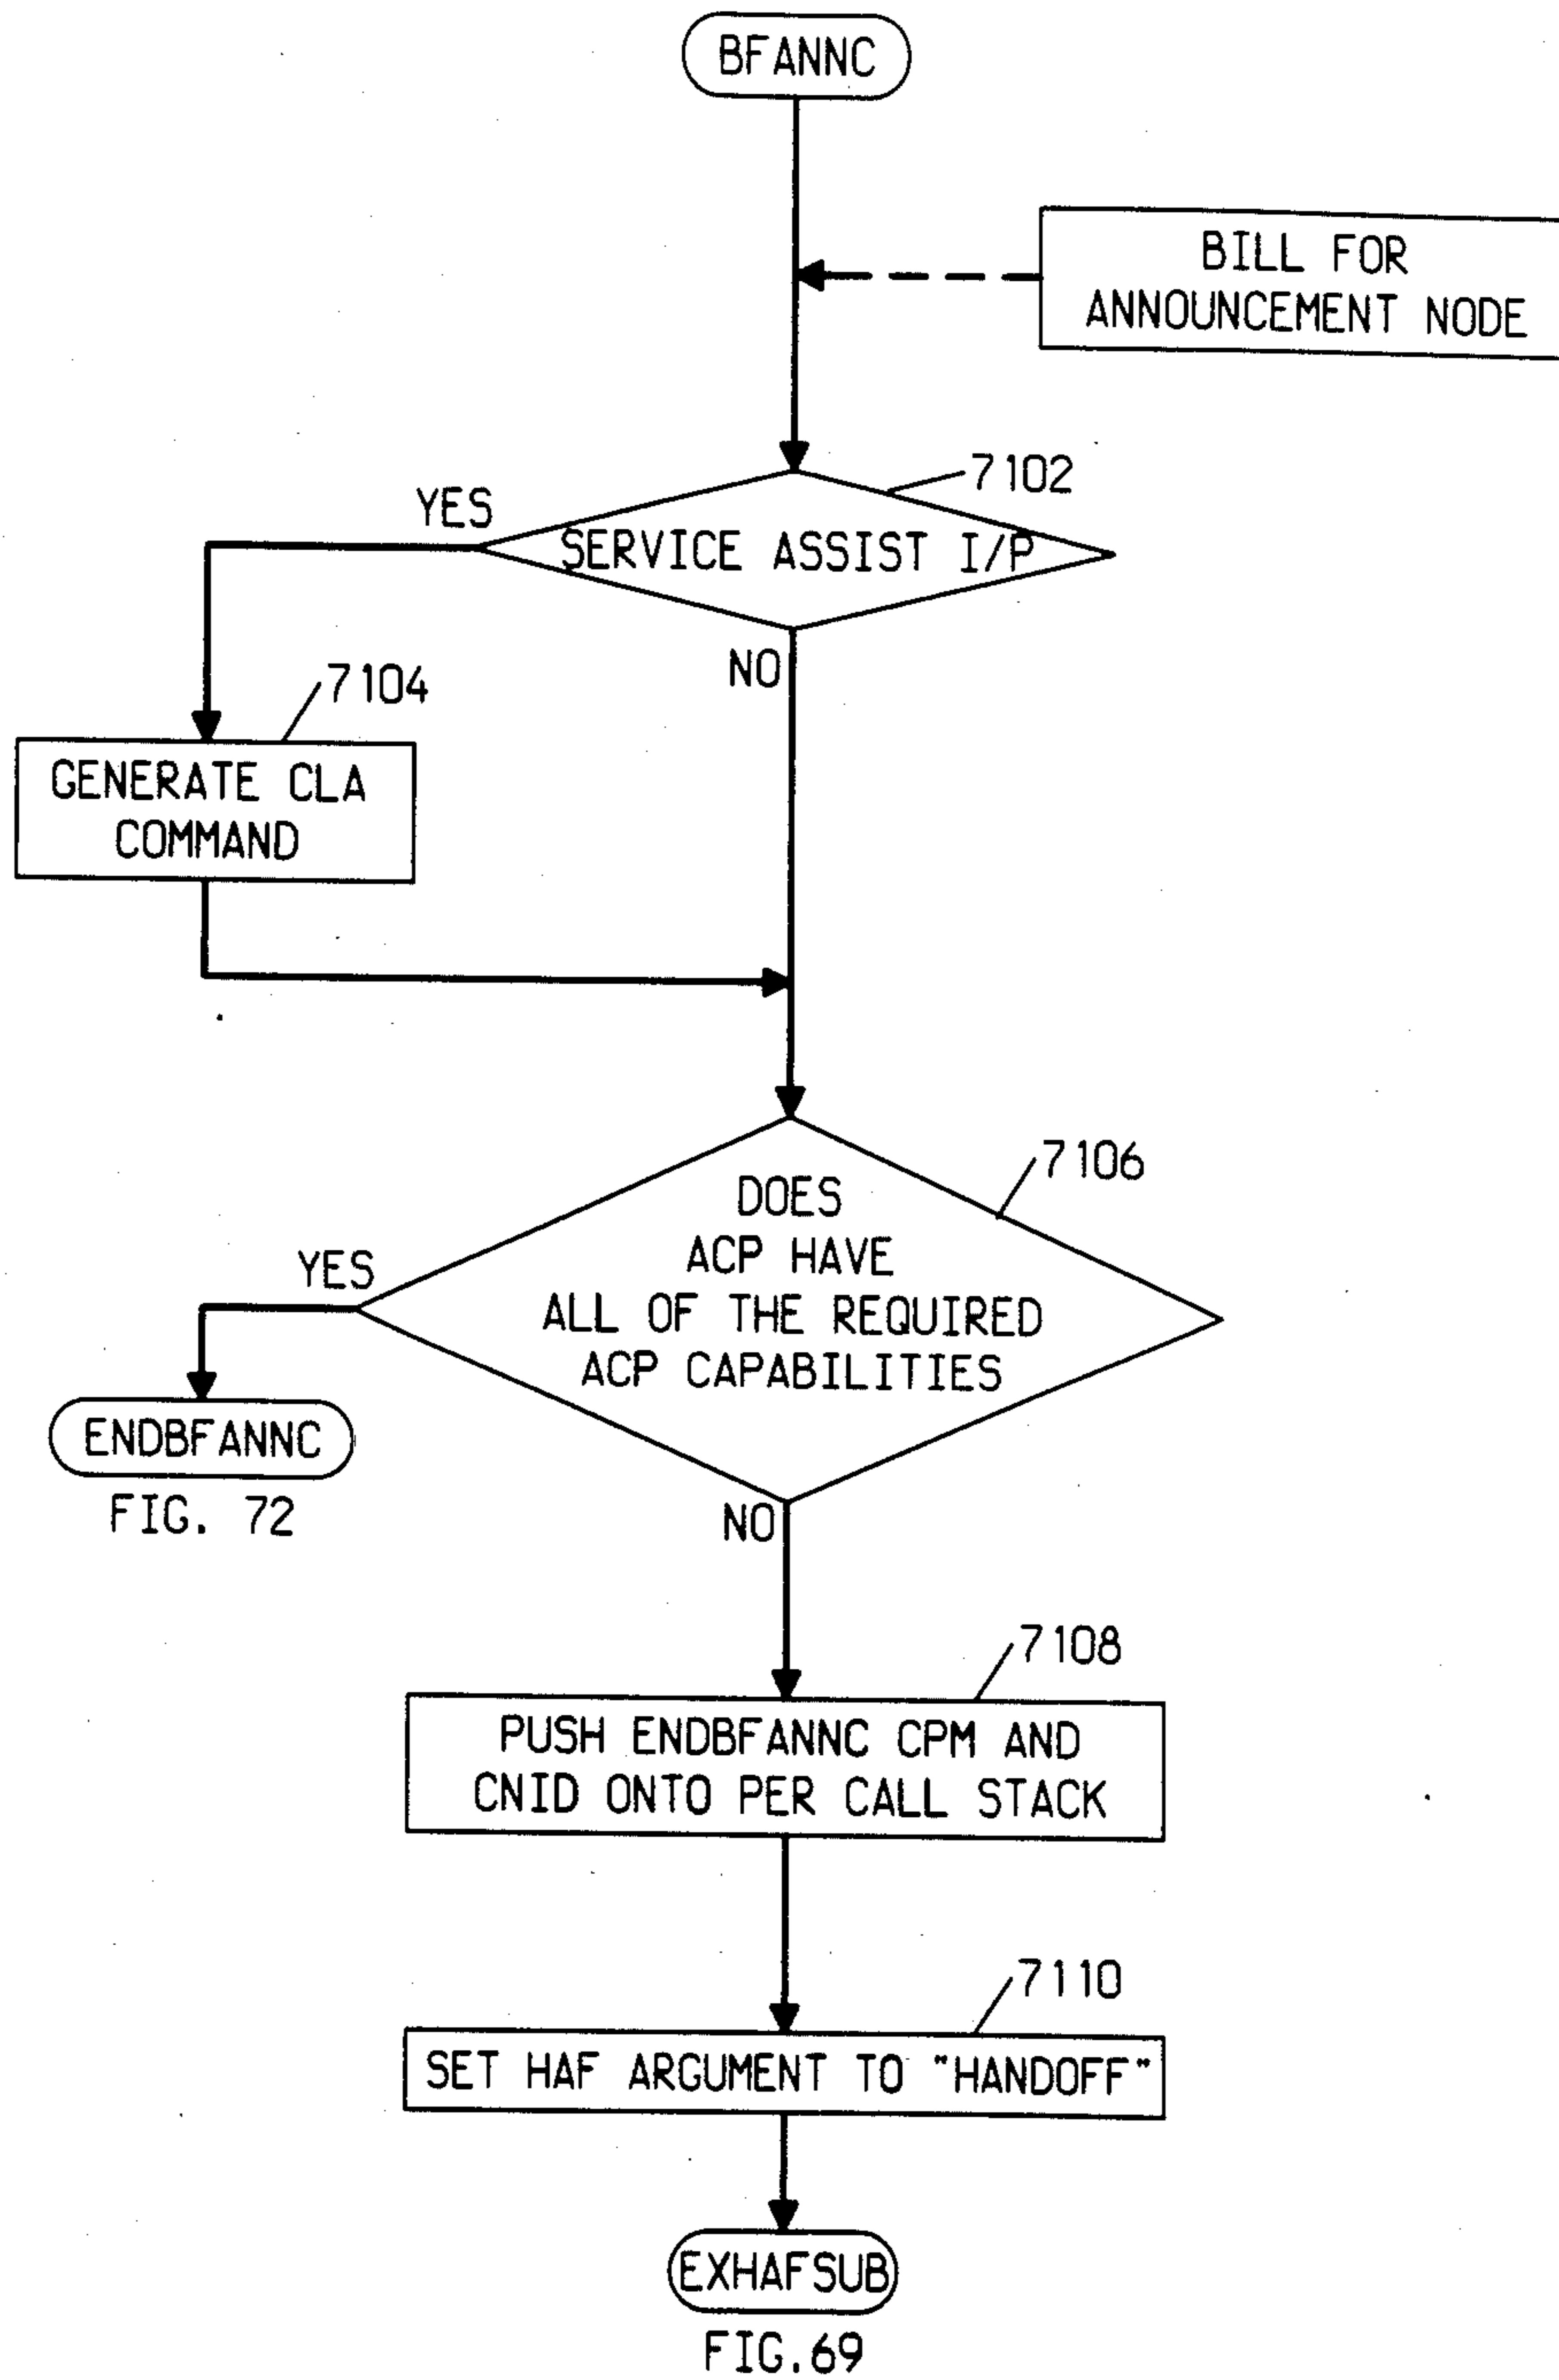 BFANNC
BILL FOR
ANNOUNCEMENT NODE
7102
YES
SERVICE ASSIST I/P
NO
7104
GENERATE CLA
COMMAND
7106
DOES
ACP HAVE
ALL OF THE REQUIRED
ACP CAPABILITIES
YES
ENDBFANNC
FIG. 72
NO
7108
PUSH ENDBFANNC CPM AND
CNID ONTO PER CALL STACK
7110
SET HAF ARGUMENT TO "HANDOFF"
EXHAFSUB
FIG.69